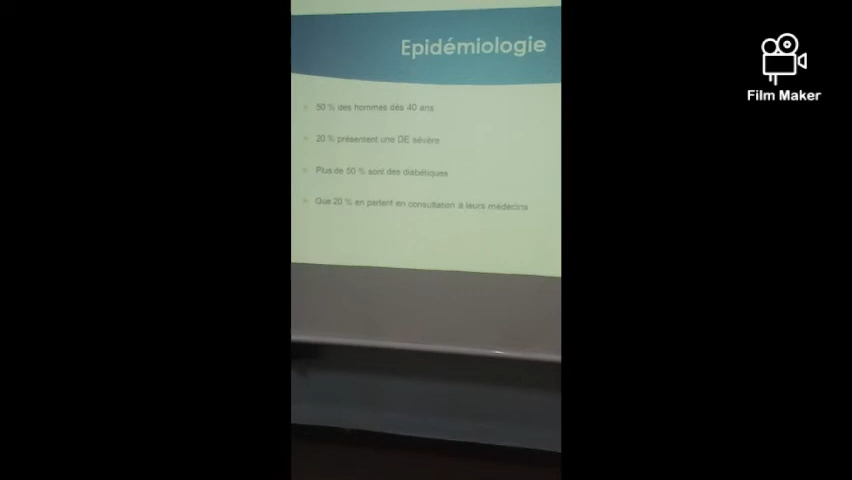 Epidémiologie
50 % des hommes dès 40 ans
20 % présentent une DE sévère
Plus de 50 % sont des diabétiques
Que 20 % en parlent en consultation à leurs médecins
Film Maker